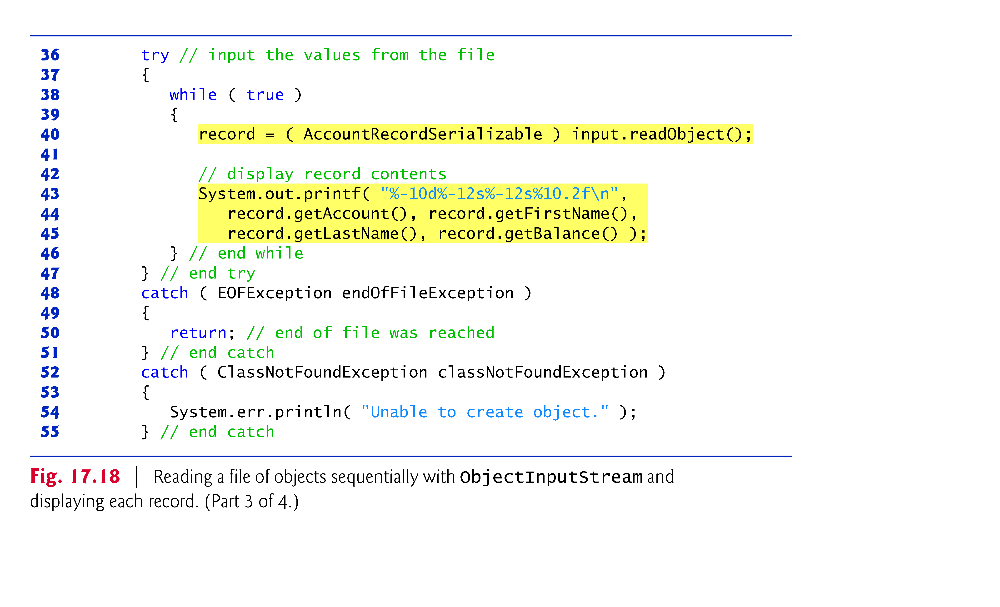 36 try // input the values from the file
37 {
38 while ( true )
39 {
40 record = ( AccountRecordSerializable ) input.readObject();
41
42 // display record contents
43 System.out.printf( "%-10d%-12s%-12s%10.2f\n",
44 record.getAccount(), record.getFirstName(),
45 record.getLastName(), record.getBalance() );
46 } // end while
47 } // end try
48 catch ( EOFException endOfFileException )
49 {
50 return; // end of file was reached
51 } // end catch
52 catch ( ClassNotFoundException classNotFoundException )
53 {
54 System.err.println( "Unable to create object." );
55 } // end catch
Fig. 17.18 | Reading a file of objects sequentially with ObjectInputStream and
displaying each record. (Part 3 of 4.)